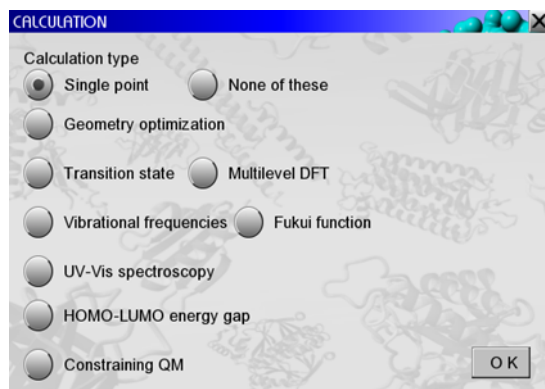 CALCULATION
Calculation type
Single point None of these
Geometry optimization
Transition state Multilevel DFT
Vibrational frequencies Fukui function
UV-Vis spectroscopy
HOMO-LUMO energy gap
Constraining QM
O K